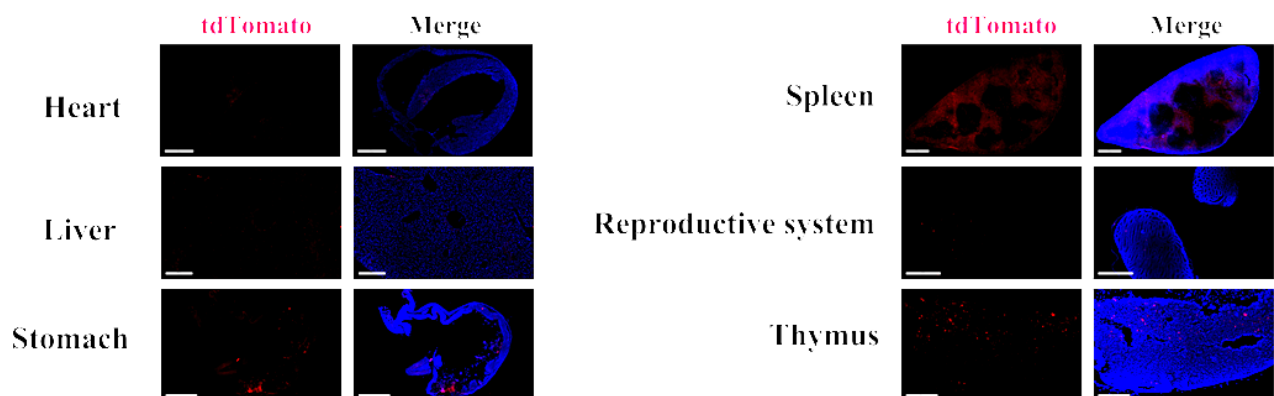 tdTomato Merge
Heart
Liver
Stomach
tdTomato Merge
Spleen
Reproductive system
Thymus